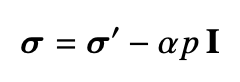 𝝈 = 𝝈′ − αp 𝐈